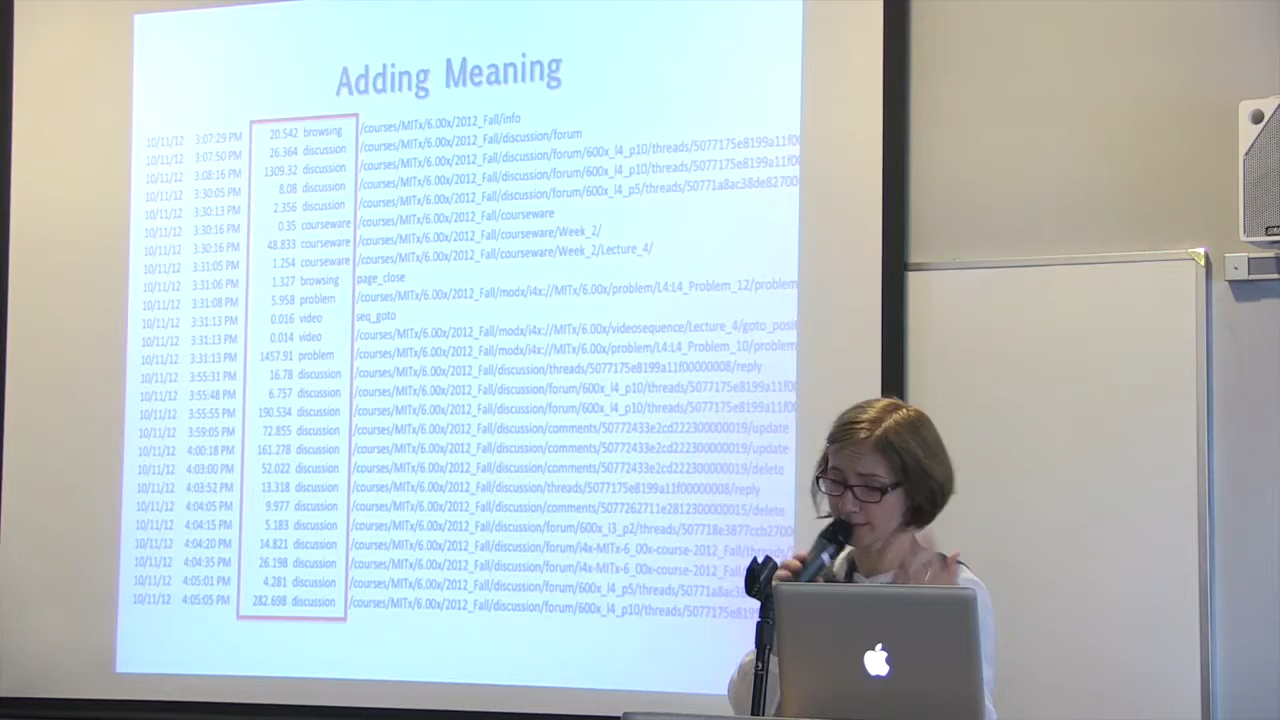 Adding Meaning
10/11/12 3:07:29 PM 20.542 browsing /courses/MITx/6.00x/2012_Fall/info
10/11/12 3:07:50 PM 26.364 discussion /courses/MITx/6.00x/2012_Fall/discussion/forum
10/11/12 3:08:16 PM 1309.32 discussion /courses/MITx/6.00x/2012_Fall/discussion/forum/600x_l4_p10/threads/5077175e8199a11f00
10/11/12 3:30:05 PM 8.08 discussion /courses/MITx/6.00x/2012_Fall/discussion/forum/600x_l4_p10/threads/5077175e8199a11f00
10/11/12 3:30:13 PM 2.356 discussion /courses/MITx/6.00x/2012_Fall/discussion/forum/600x_l4_p5/threads/50771a8ac38de82700
10/11/12 3:30:16 PM 0.35 courseware /courses/MITx/6.00x/2012_Fall/courseware
10/11/12 3:30:16 PM 48.833 courseware /courses/MITx/6.00x/2012_Fall/courseware/Week_2/
10/11/12 3:31:05 PM 1.254 courseware /courses/MITx/6.00x/2012_Fall/courseware/Week_2/Lecture_4/
10/11/12 3:31:06 PM 1.327 browsing page_close
10/11/12 3:31:08 PM 5.958 problem /courses/MITx/6.00x/2012_Fall/modx/i4x://MITx/6.00x/problem/L4:L4_Problem_12/problem
10/11/12 3:31:13 PM 0.016 video seq_goto
10/11/12 3:31:13 PM 0.014 video /courses/MITx/6.00x/2012_Fall/modx/i4x://MITx/6.00x/videosequence/Lecture_4/goto_posit
10/11/12 3:31:13 PM 1457.91 problem /courses/MITx/6.00x/2012_Fall/modx/i4x://MITx/6.00x/problem/L4:L4_Problem_10/problem
10/11/12 3:55:31 PM 16.78 discussion /courses/MITx/6.00x/2012_Fall/discussion/threads/5077175e8199a11f00000008/reply
10/11/12 3:55:48 PM 6.757 discussion /courses/MITx/6.00x/2012_Fall/discussion/forum/600x_l4_p10/threads/5077175e8199a11f00
10/11/12 3:55:55 PM 190.534 discussion /courses/MITx/6.00x/2012_Fall/discussion/forum/600x_l4_p10/threads/5077175e8199a11f00
10/11/12 3:59:05 PM 72.855 discussion /courses/MITx/6.00x/2012_Fall/discussion/comments/50772433e2cd222300000019/update
10/11/12 4:00:18 PM 161.278 discussion /courses/MITx/6.00x/2012_Fall/discussion/comments/50772433e2cd222300000019/update
10/11/12 4:03:00 PM 52.022 discussion /courses/MITx/6.00x/2012_Fall/discussion/comments/50772433e2cd222300000019/delete
10/11/12 4:03:52 PM 13.318 discussion /courses/MITx/6.00x/2012_Fall/discussion/threads/5077175e8199a11f00000008/reply
10/11/12 4:04:05 PM 9.977 discussion /courses/MITx/6.00x/2012_Fall/discussion/comments/5077262711e2812300000015/delete
10/11/12 4:04:15 PM 5.183 discussion /courses/MITx/6.00x/2012_Fall/discussion/forum/600x_l3_p2/threads/507718e3877ccb2700
10/11/12 4:04:20 PM 14.821 discussion /courses/MITx/6.00x/2012_Fall/discussion/forum/i4x-MITx-6_00x-course-2012_Fall/threads/
10/11/12 4:04:35 PM 26.198 discussion /courses/MITx/6.00x/2012_Fall/discussion/forum/i4x-MITx-6_00x-course-2012_Fall/
10/11/12 4:05:01 PM 4.281 discussion /courses/MITx/6.00x/2012_Fall/discussion/forum/600x_l4_p5/threads/50771a8ac3
10/11/12 4:05:05 PM 282.698 discussion /courses/MITx/6.00x/2012_Fall/discussion/forum/600x_l4_p10/threads/5077175e819